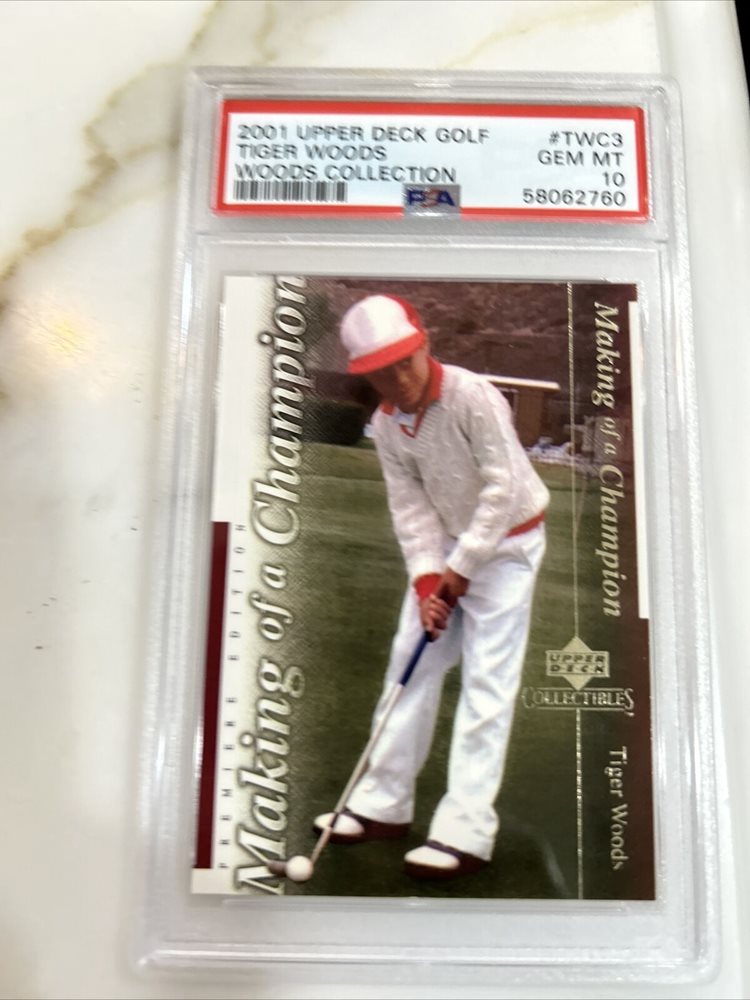 2001 UPPER DECK GOLF #TWC3
TIGER WOODS GEM MT
WOODS COLLECTION 10
PSA 58062760
Making of a Champion
PREMIERE EDITION
Making of a Champion
UPPER
DECK
COLLECTIBLES
Tiger Woods